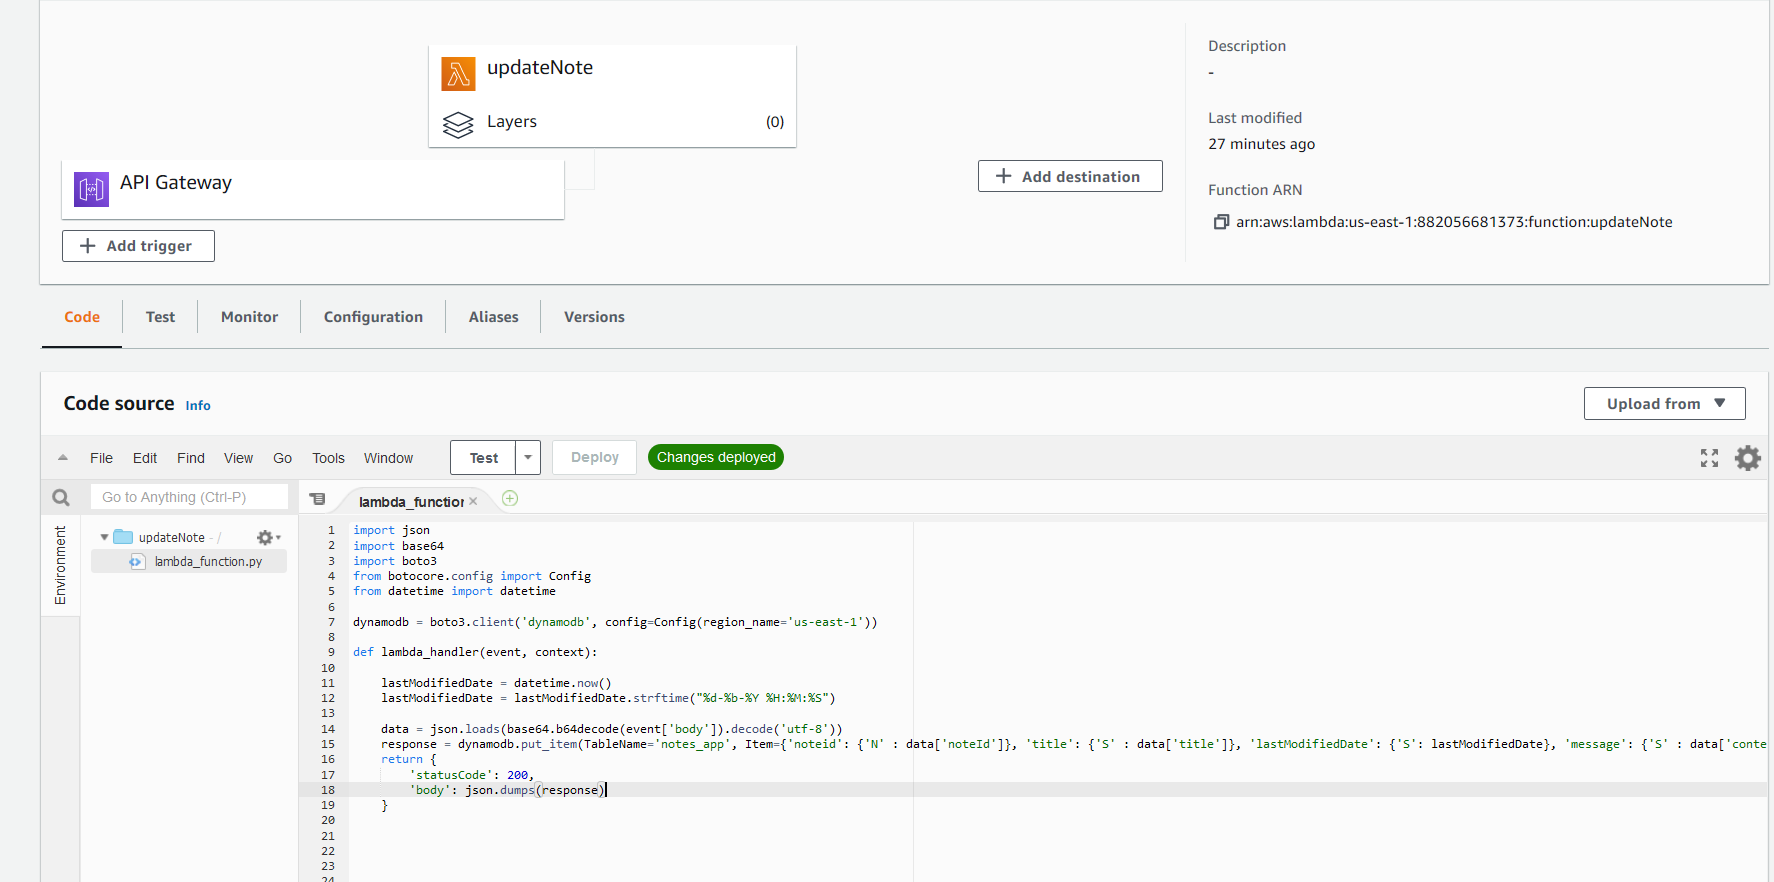 updateNote
Layers
(0)
API Gateway
+ Add trigger
+ Add destination
Description
-
Last modified
27 minutes ago
Function ARN
arn:aws:lambda:us-east-1:882056681373:function:updateNote
Code
Test
Monitor
Configuration
Aliases
Versions
Code source Info
Upload from
File Edit Find View Go Tools Window
Test
Deploy
Changes deployed
Go to Anything (Ctrl-P)
Environment
updateNote - /
lambda_function.py
lambda_function
1 import json
2 import base64
3 import boto3
4 from botocore.config import Config
5 from datetime import datetime
6
7 dynamodb = boto3.client('dynamodb', config=Config(region_name='us-east-1'))
8
9 def lambda_handler(event, context):
10
11     lastModifiedDate = datetime.now()
12     lastModifiedDate = lastModifiedDate.strftime("%d-%b-%Y %H:%M:%S")
13
14     data = json.loads(base64.b64decode(event['body']).decode('utf-8'))
15     response = dynamodb.put_item(TableName='notes_app', Item={'noteid': {'N' : data['noteId']}, 'title': {'S' : data['title']}, 'lastModifiedDate': {'S': lastModifiedDate}, 'message': {'S' : data['conte
16     return {
17         'statusCode': 200,
18         'body': json.dumps(response)
19     }
20
21
22
23
24